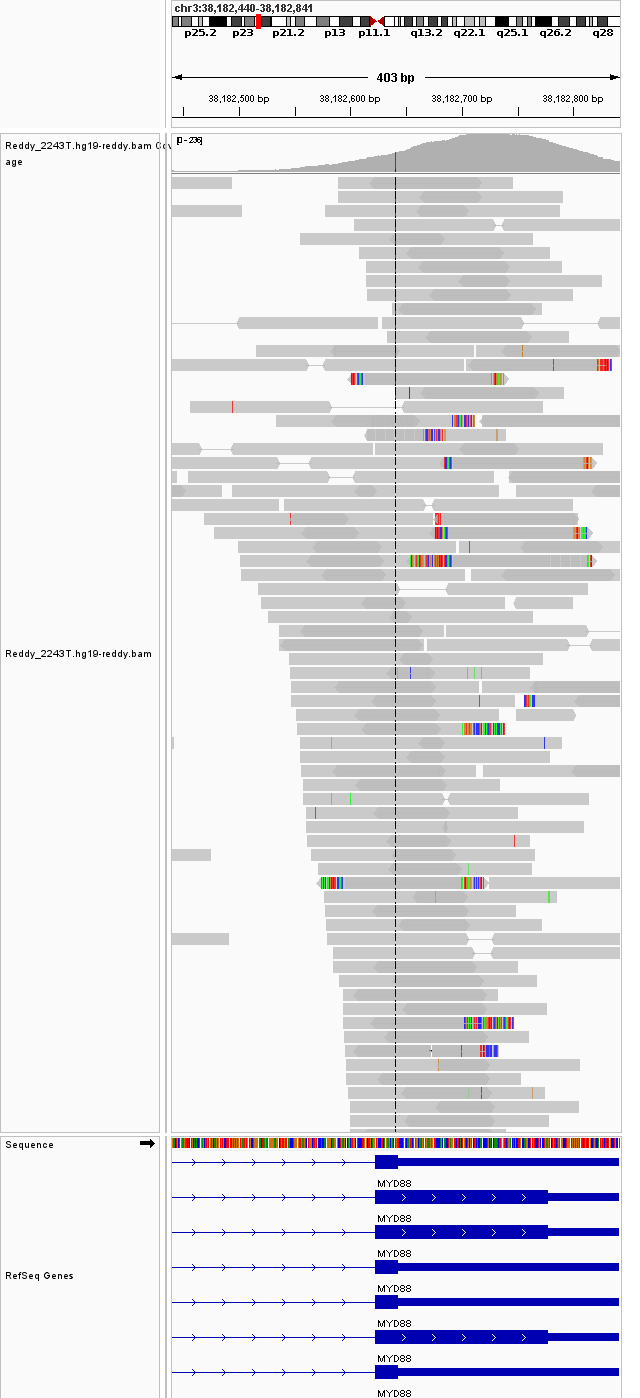 chr3:38,182,440-38,182,841
p25.2 p23 p21.2 p13 p11.1 q13.2 q22.1 q25.1 q26.2 q28
403 bp
38,182,500 bp 38,182,600 bp 38,182,700 bp 38,182,800 bp
Reddy_2243T.hg19-reddy.bam Cov
age
[0 - 236]
Reddy_2243T.hg19-reddy.bam
Sequence
MYD88
MYD88
MYD88
RefSeq Genes
MYD88
MYD88
MYD88
MYD88